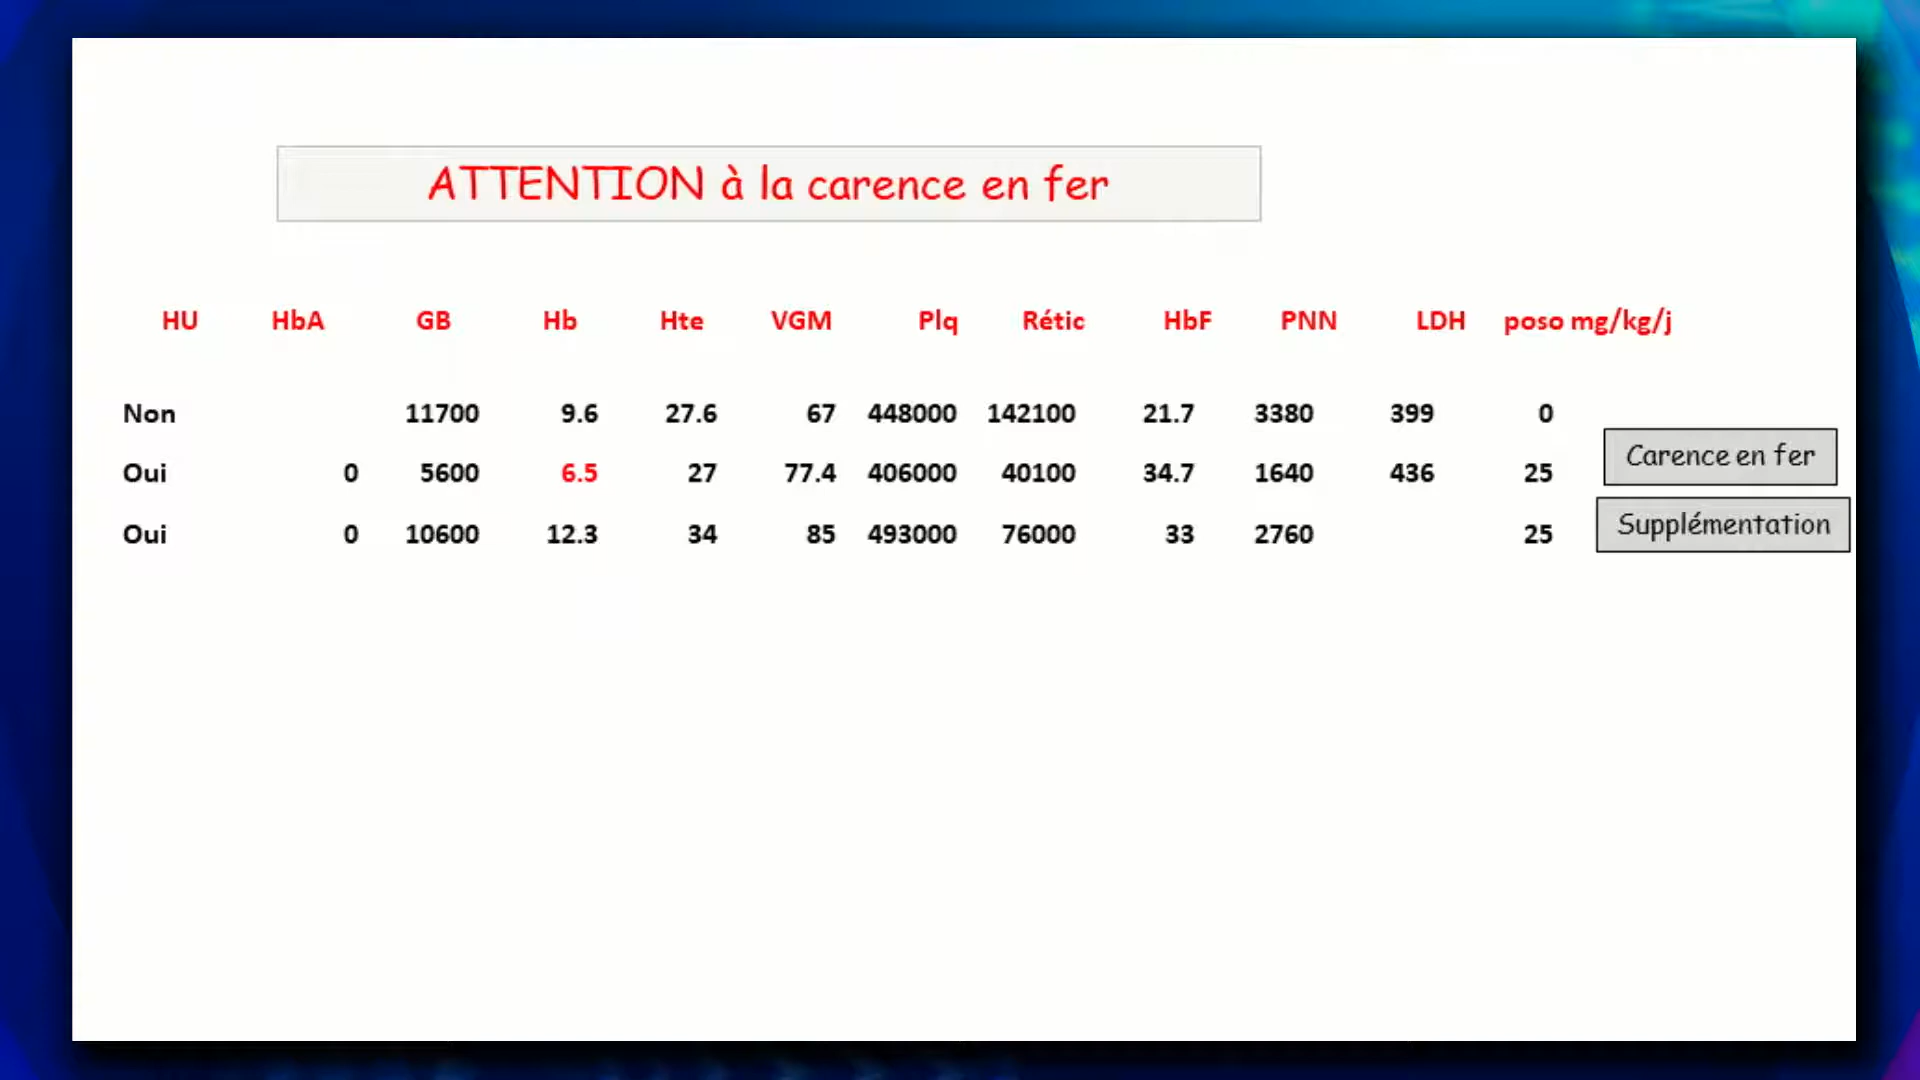 ATTENTION à la carence en fer
HU HbA GB Hb Hte VGM Plq Rétic HbF PNN LDH poso mg/kg/j
Non 11700 9.6 27.6 67 448000 142100 21.7 3380 399 0
Carence en fer
Oui 0 5600 6.5 27 77.4 406000 40100 34.7 1640 436 25
Supplémentation
Oui 0 10600 12.3 34 85 493000 76000 33 2760 25